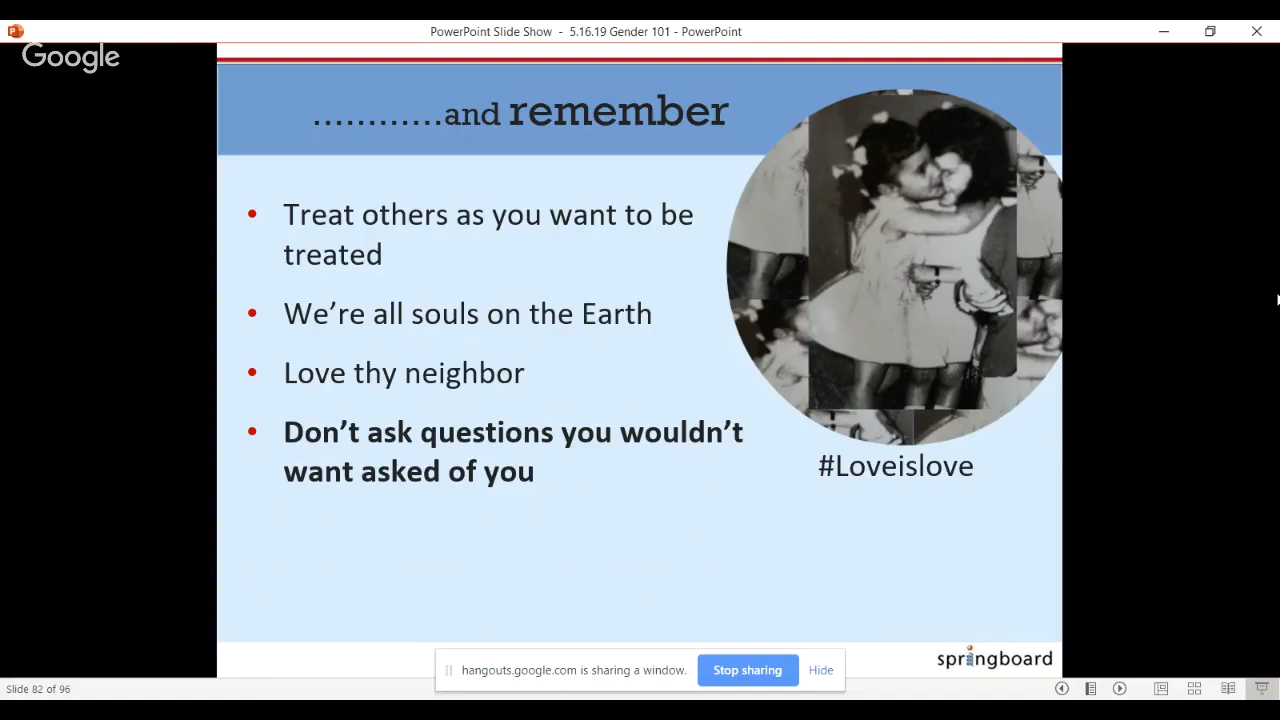 PowerPoint Slide Show - 5.16.19 Gender 101 - PowerPoint
Google
............and remember
• Treat others as you want to be
treated
• We're all souls on the Earth
• Love thy neighbor
• Don't ask questions you wouldn't
want asked of you
#Loveislove
springboard
hangouts.google.com is sharing a window.
Stop sharing
Hide
Slide 82 of 96